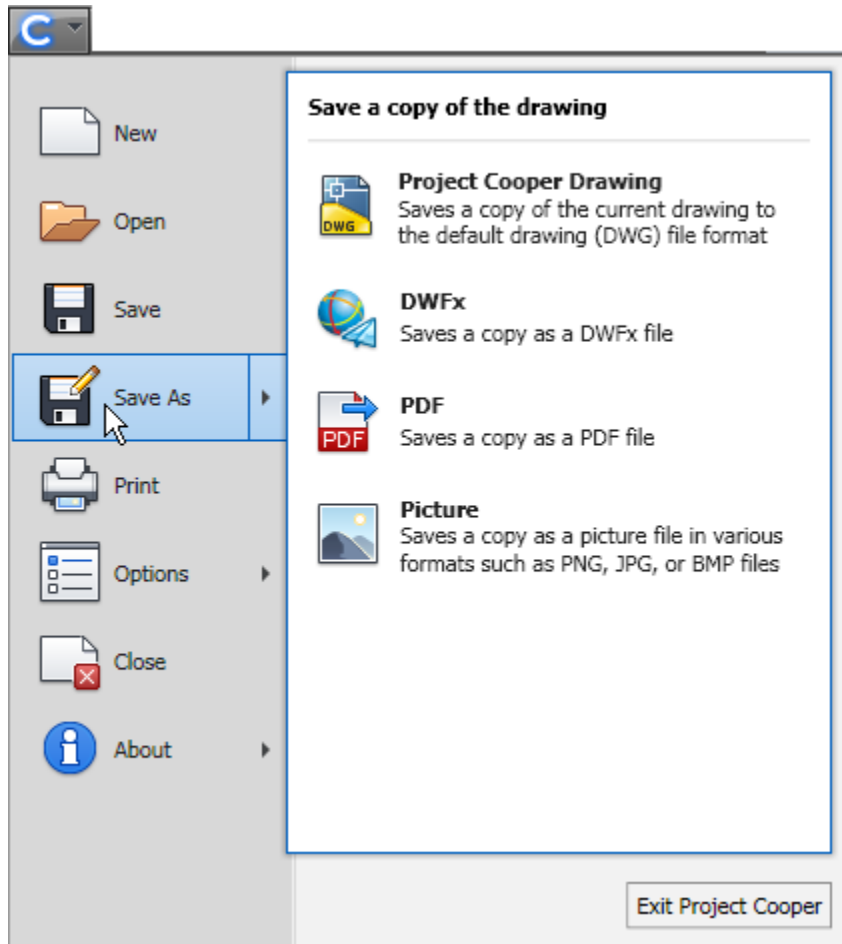 C
New
Open
Save
Save As
Print
Options
Close
About
Save a copy of the drawing
DWG
Project Cooper Drawing
Saves a copy of the current drawing to
the default drawing (DWG) file format
DWFx
Saves a copy as a DWFx file
PDF
PDF
Saves a copy as a PDF file
Picture
Saves a copy as a picture file in various
formats such as PNG, JPG, or BMP files
Exit Project Cooper